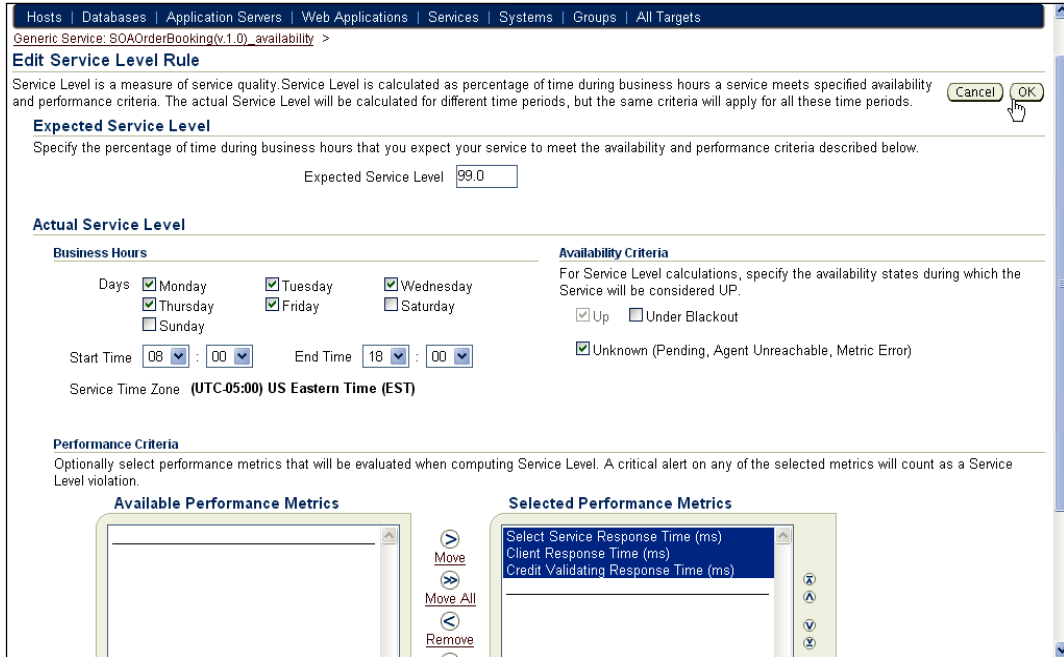 Hosts | Databases | Application Servers | Web Applications | Services | Systems | Groups | All Targets
Generic Service: SOAOrderBooking(v.1.0)_availability >
Edit Service Level Rule
Service Level is a measure of service quality.Service Level is calculated as percentage of time during business hours a service meets specified availability
and performance criteria. The actual Service Level will be calculated for different time periods, but the same criteria will apply for all these time periods.
Cancel OK
Expected Service Level
Specify the percentage of time during business hours that you expect your service to meet the availability and performance criteria described below.
Expected Service Level 99.0
Actual Service Level
Business Hours
Days Monday Tuesday Wednesday
Thursday Friday Saturday
Sunday
Start Time 08 : 00 End Time 18 : 00
Service Time Zone (UTC-05:00) US Eastern Time (EST)
Availability Criteria
For Service Level calculations, specify the availability states during which the
Service will be considered UP.
Up Under Blackout
Unknown (Pending, Agent Unreachable, Metric Error)
Performance Criteria
Optionally select performance metrics that will be evaluated when computing Service Level. A critical alert on any of the selected metrics will count as a Service
Level violation.
Available Performance Metrics
Move
Move All
Remove
Selected Performance Metrics
Select Service Response Time (ms)
Client Response Time (ms)
Credit Validating Response Time (ms)